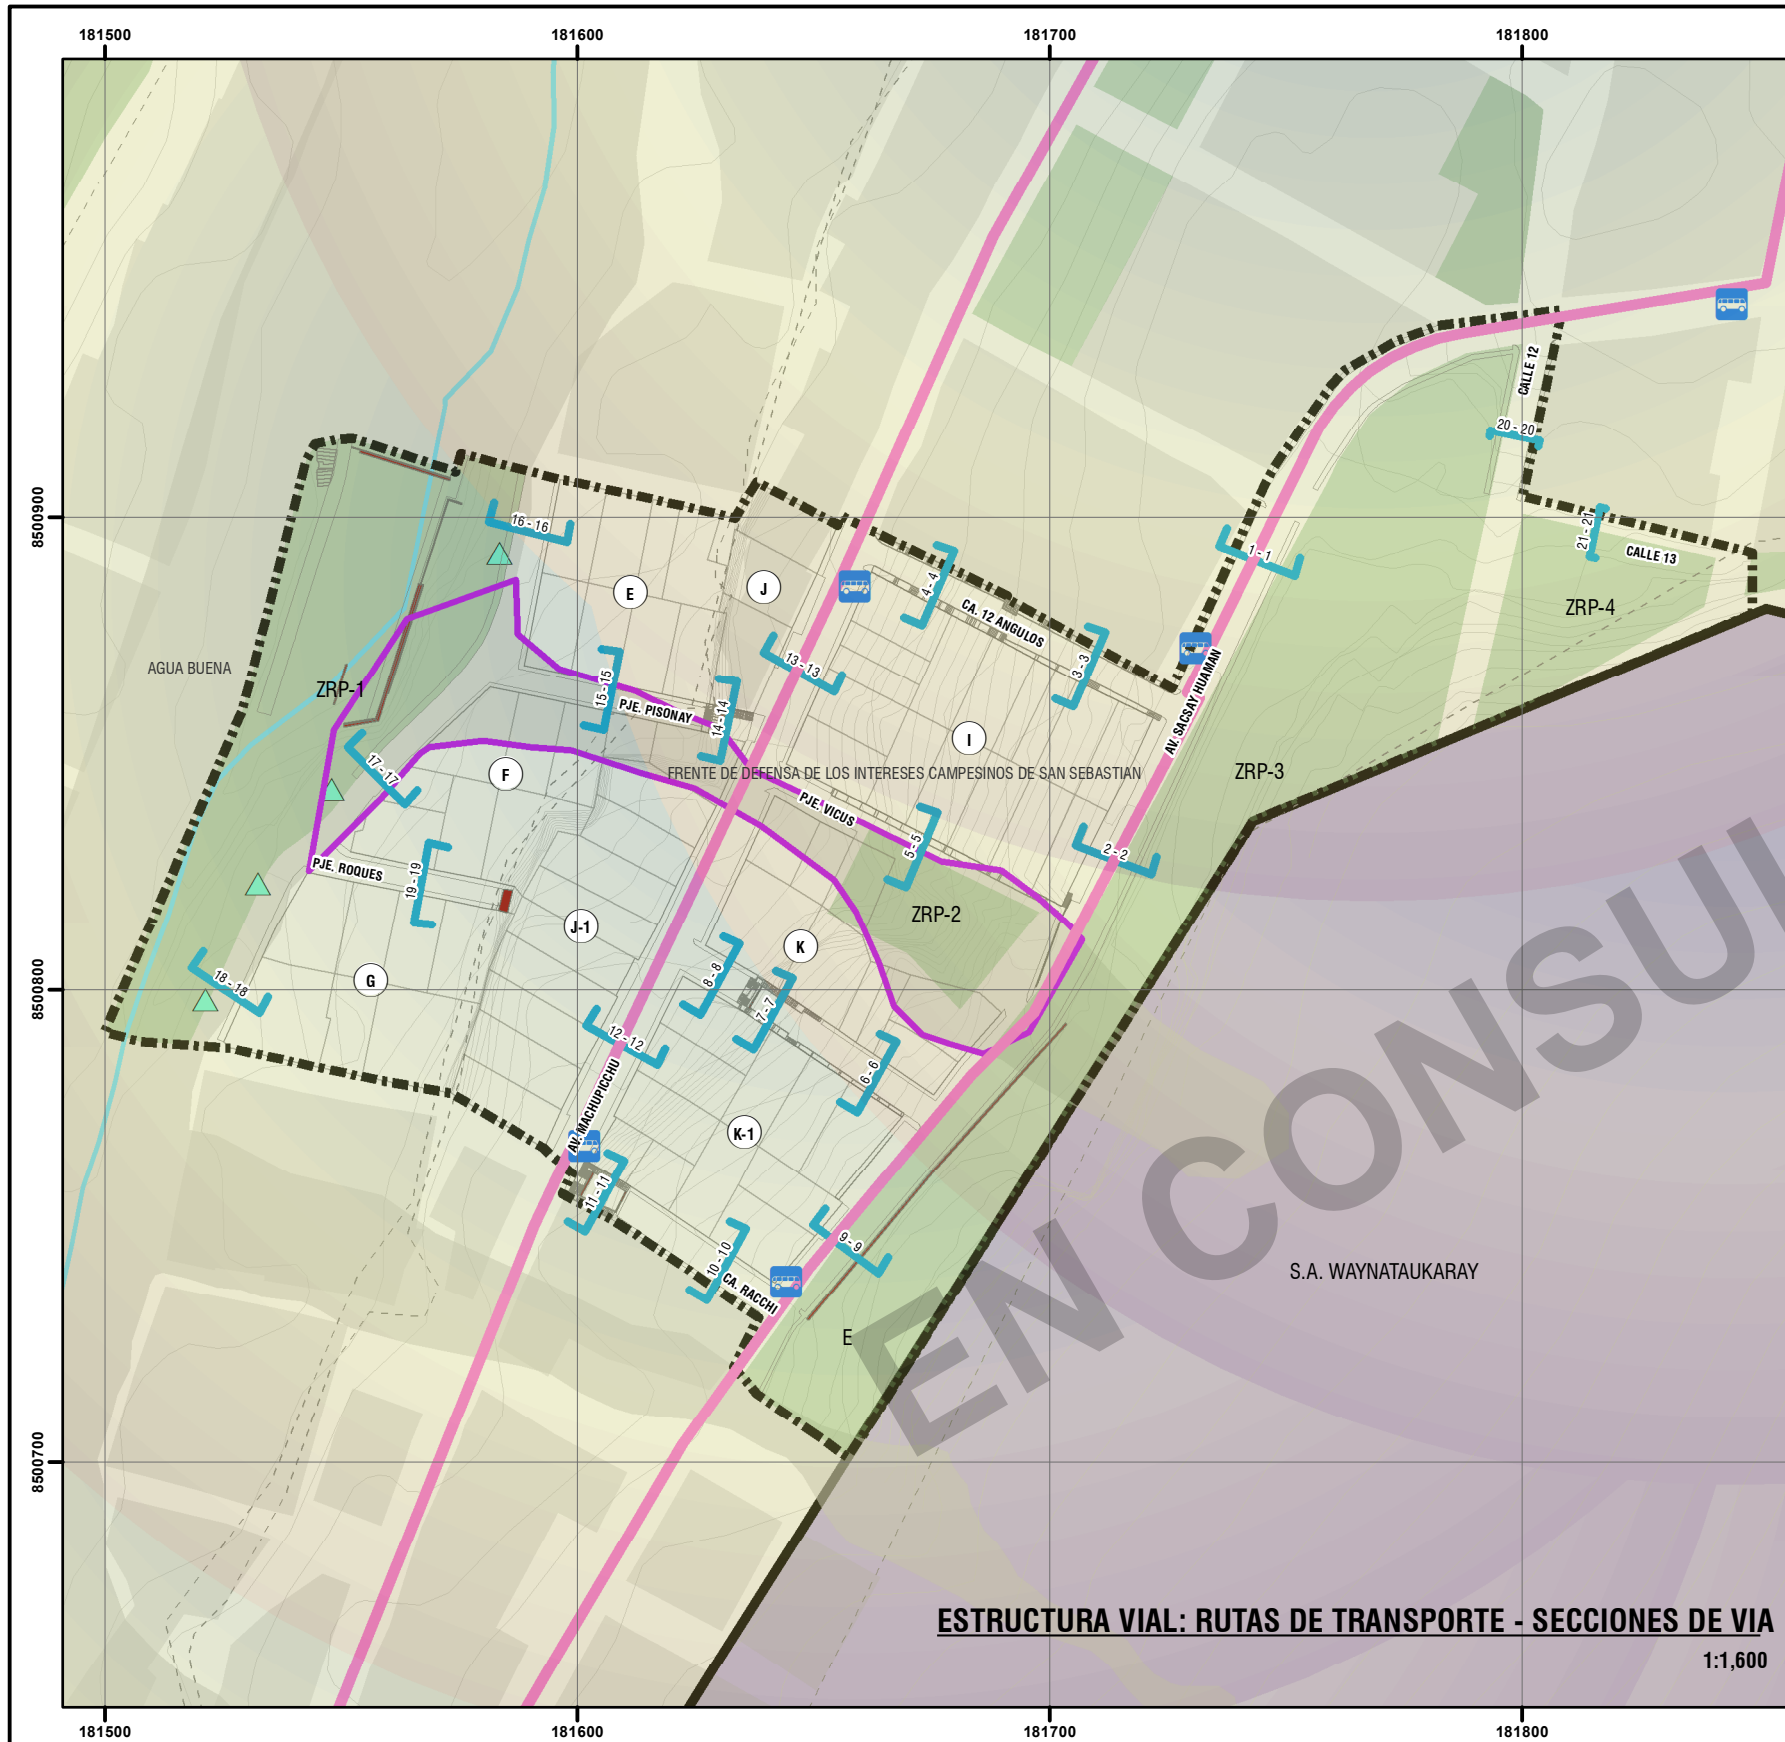 181500
181600
181700
181800
8500900
8500800
8500700
CALLE 12
20 - 20
21 - 21
CALLE 13
16 - 16
1 - 1
4 - 4
E
J
CA. 12 ANGULOS
ZRP-4
13 - 13
3 - 3
AGUA BUENA
ZRP-1
15 - 15
PJE. PISONAY
14 - 14
AV. SACSAY HUAMAN
I
17 - 17
F
FRENTE DE DEFENSA DE LOS INTERESES CAMPESINOS DE SAN SEBASTIAN
ZRP-3
PJE. VICUS
5 - 5
2 - 2
PJE. ROQUES
19 - 19
ZRP-2
J-1
K
G
8 - 8
18 - 18
7 - 7
12 - 12
6 - 6
AV. MACHUPICCHU
K-1
11 - 11
9 - 9
10 - 10
CA. RACCHI
E
S.A. WAYNATAUKARAY
EN CONSUL
ESTRUCTURA VIAL: RUTAS DE TRANSPORTE - SECCIONES DE VIA
1:1,600
181500
181600
181700
181800